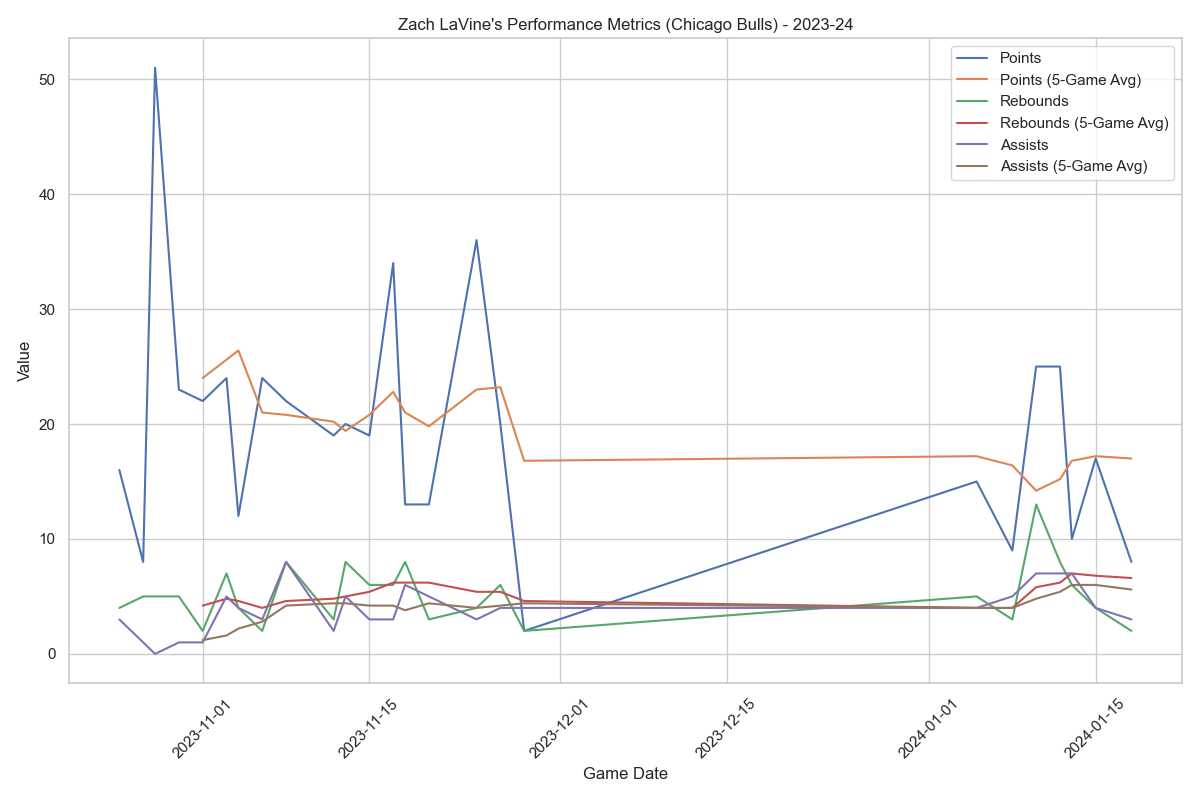 Zach LaVine's Performance Metrics (Chicago Bulls) - 2023-24
Points
Points (5-Game Avg)
Rebounds
Rebounds (5-Game Avg)
Assists
Assists (5-Game Avg)
Value
50
40
30
20
10
0
2023-11-01
2023-11-15
2023-12-01
2023-12-15
2024-01-01
2024-01-15
Game Date